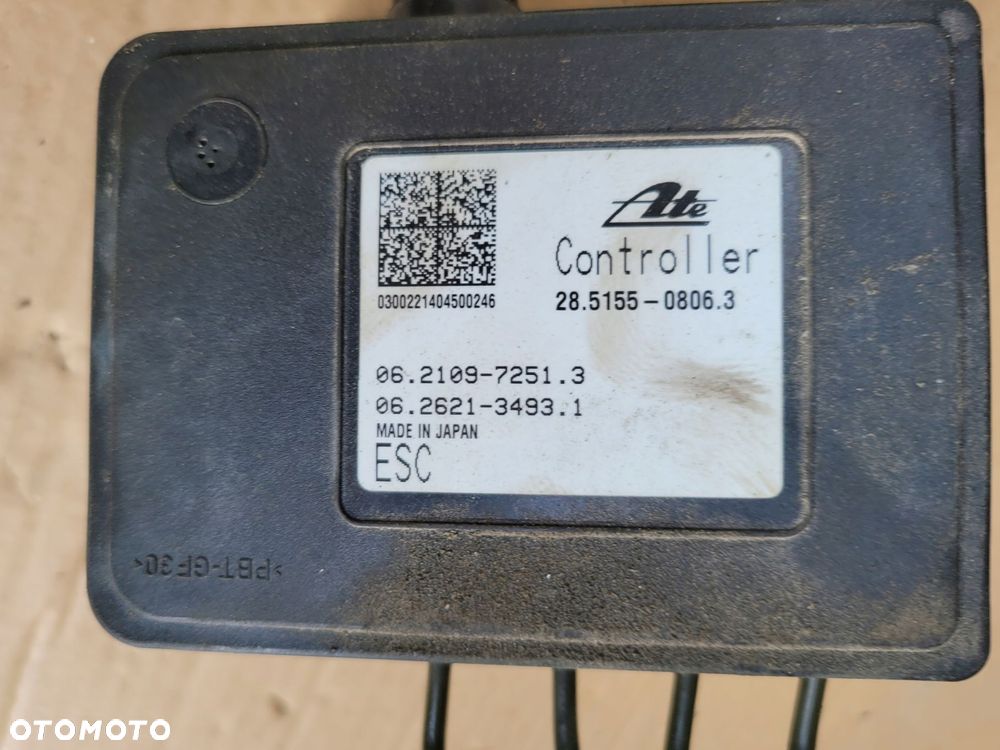 Ate
Controller
0300221404500246
28.5155-0806.3
06.2109-7251.3
06.2621-3493.1
MADE IN JAPAN
ESC
>PBT-GF30<
OTOMOTO